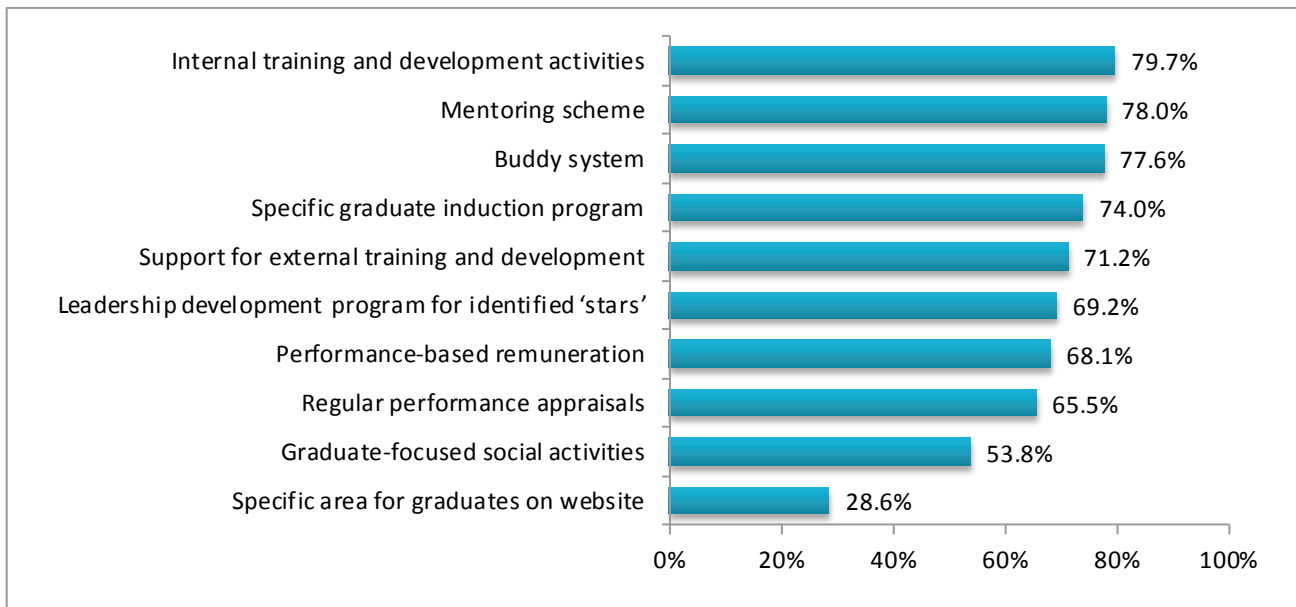 Internal training and development activities 79.7%
Mentoring scheme 78.0%
Buddy system 77.6%
Specific graduate induction program 74.0%
Support for external training and development 71.2%
Leadership development program for identified ‘stars’ 69.2%
Performance-based remuneration 68.1%
Regular performance appraisals 65.5%
Graduate-focused social activities 53.8%
Specific area for graduates on website 28.6%
0% 20% 40% 60% 80% 100%